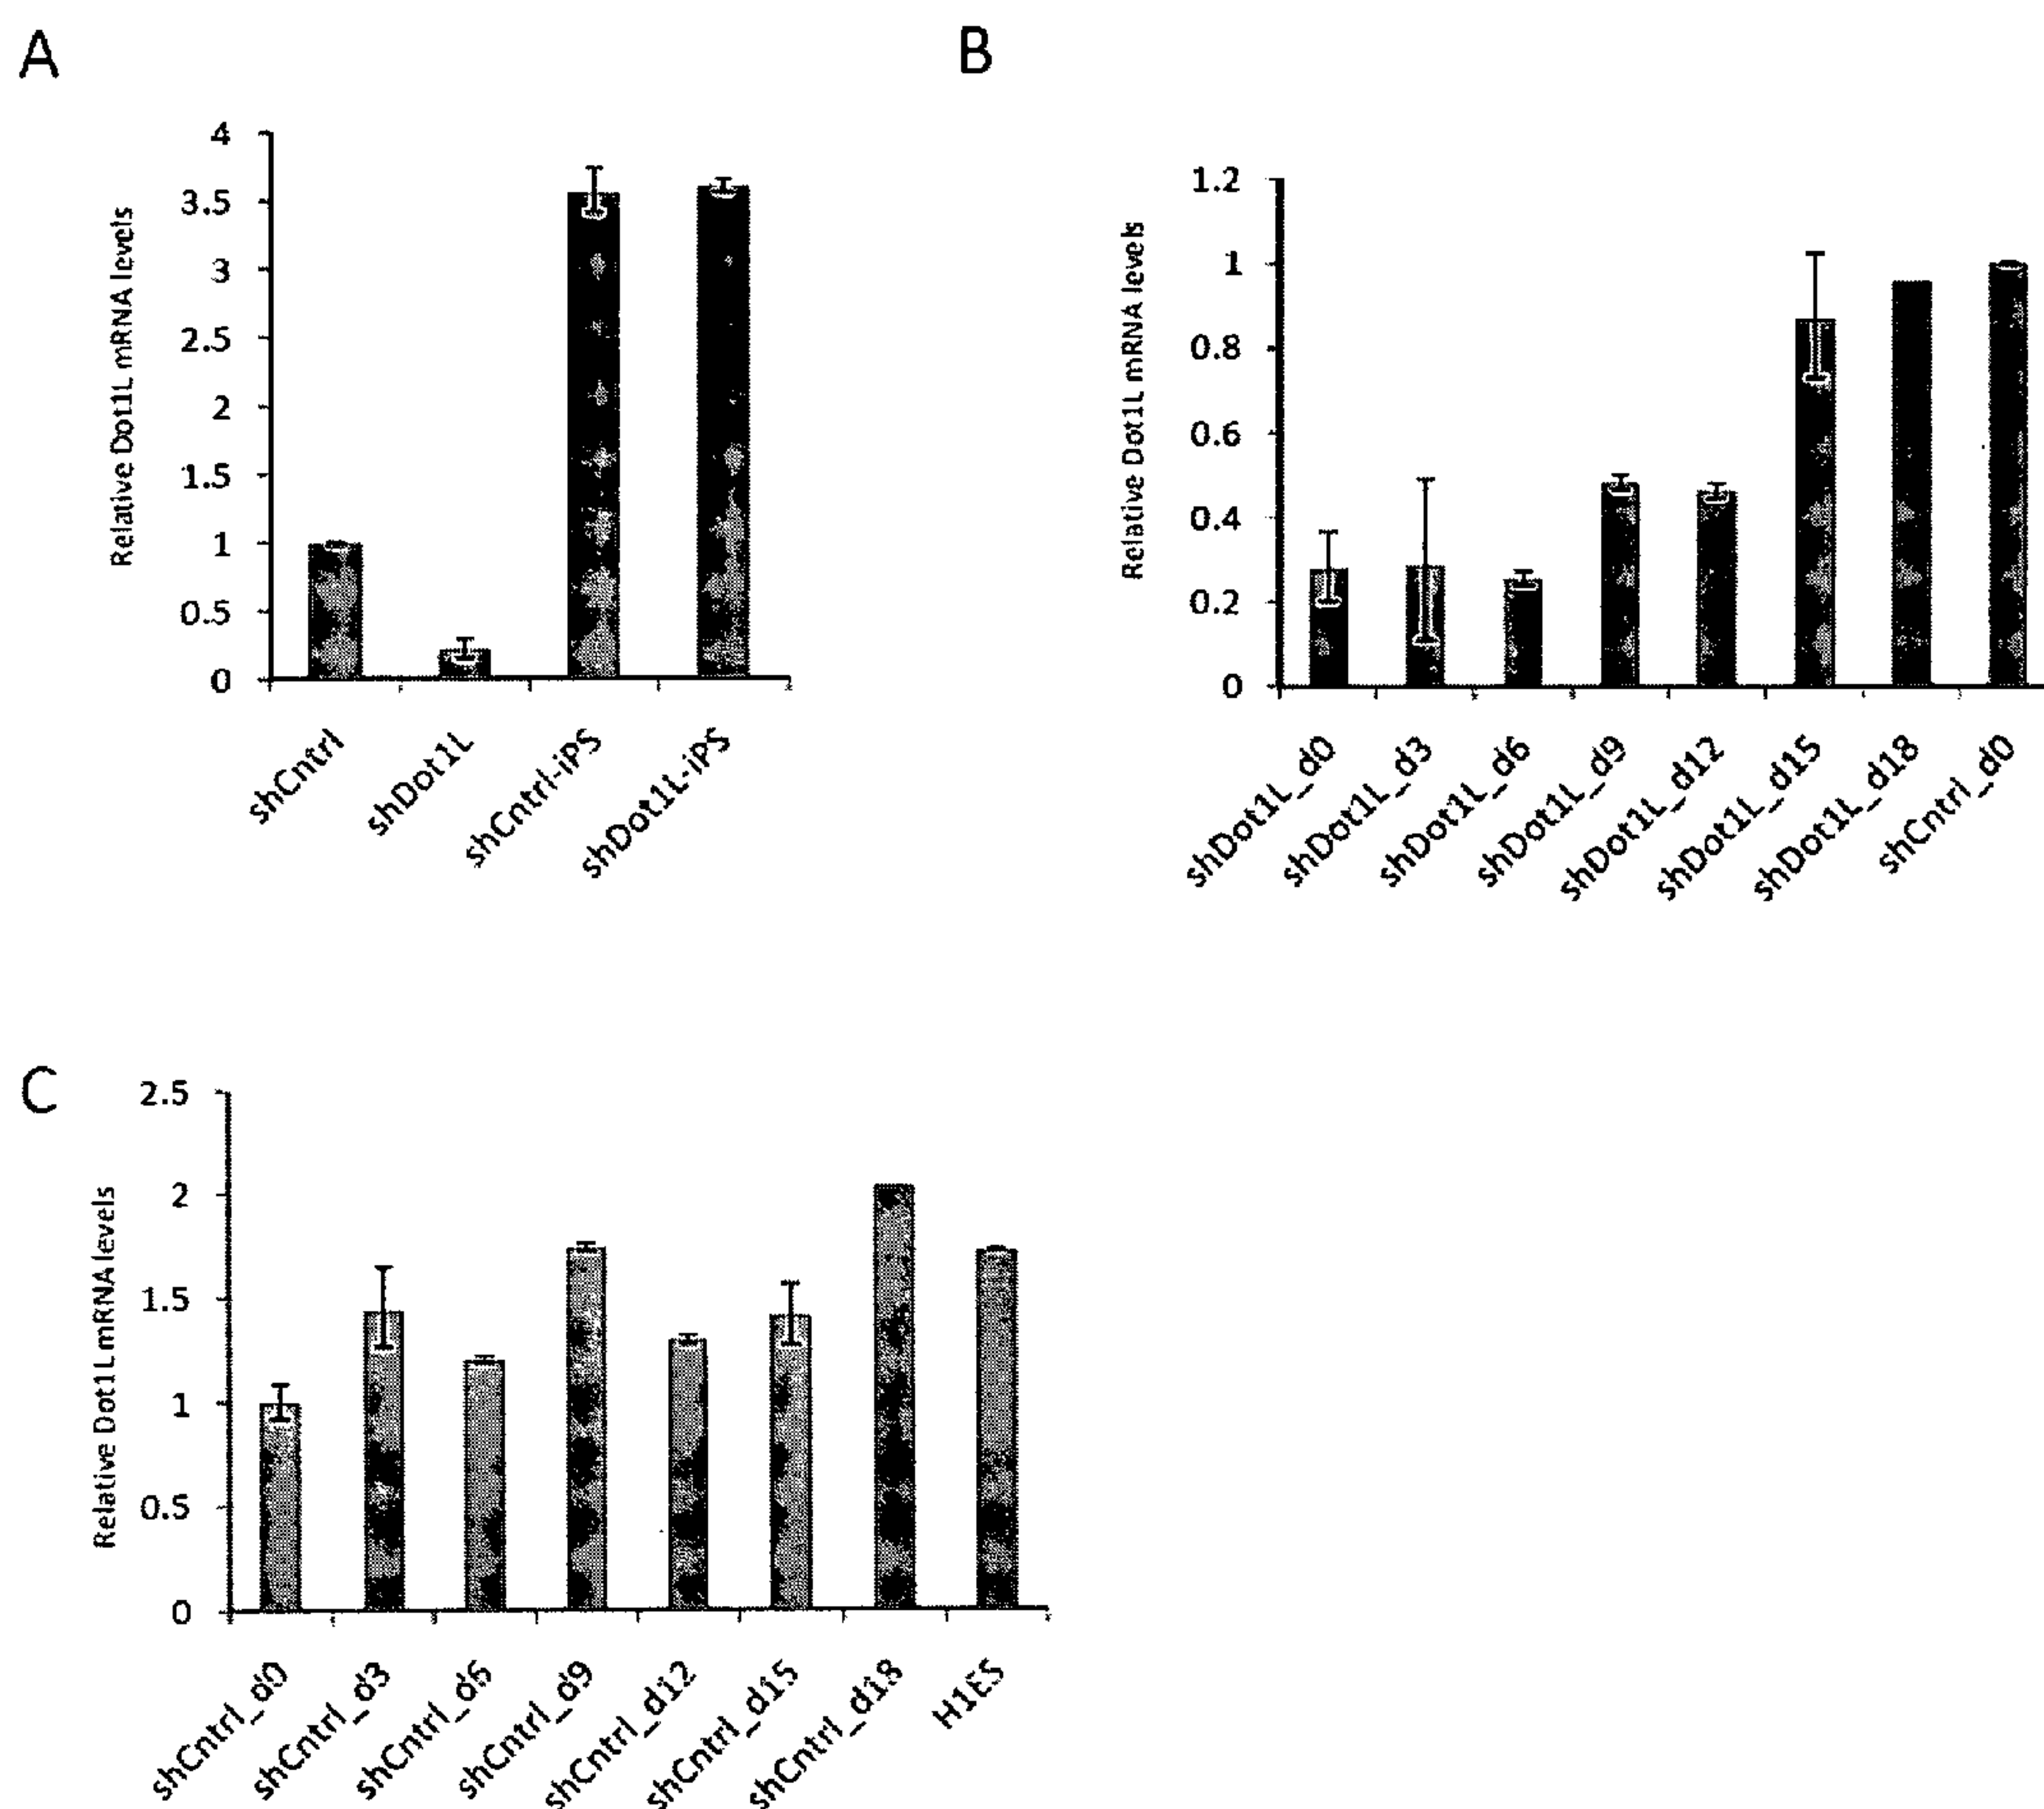 A
Relative Dot1L mRNA levels
4
3.5
3
2.5
2
1.5
1
0.5
0
shCntrl
shDot1L
shCntrl-iPS
shDot1L-iPS
B
Relative Dot1L mRNA levels
1.2
1
0.8
0.6
0.4
0.2
0
shDot1L_d0
shDot1L_d3
shDot1L_d6
shDot1L_d9
shDot1L_d12
shDot1L_d15
shDot1L_d18
shCntrl_d0
C
Relative Dot1L mRNA levels
2.5
2
1.5
1
0.5
0
shCntrl_d0
shCntrl_d3
shCntrl_d6
shCntrl_d9
shCntrl_d12
shCntrl_d15
shCntrl_d18
H1ES